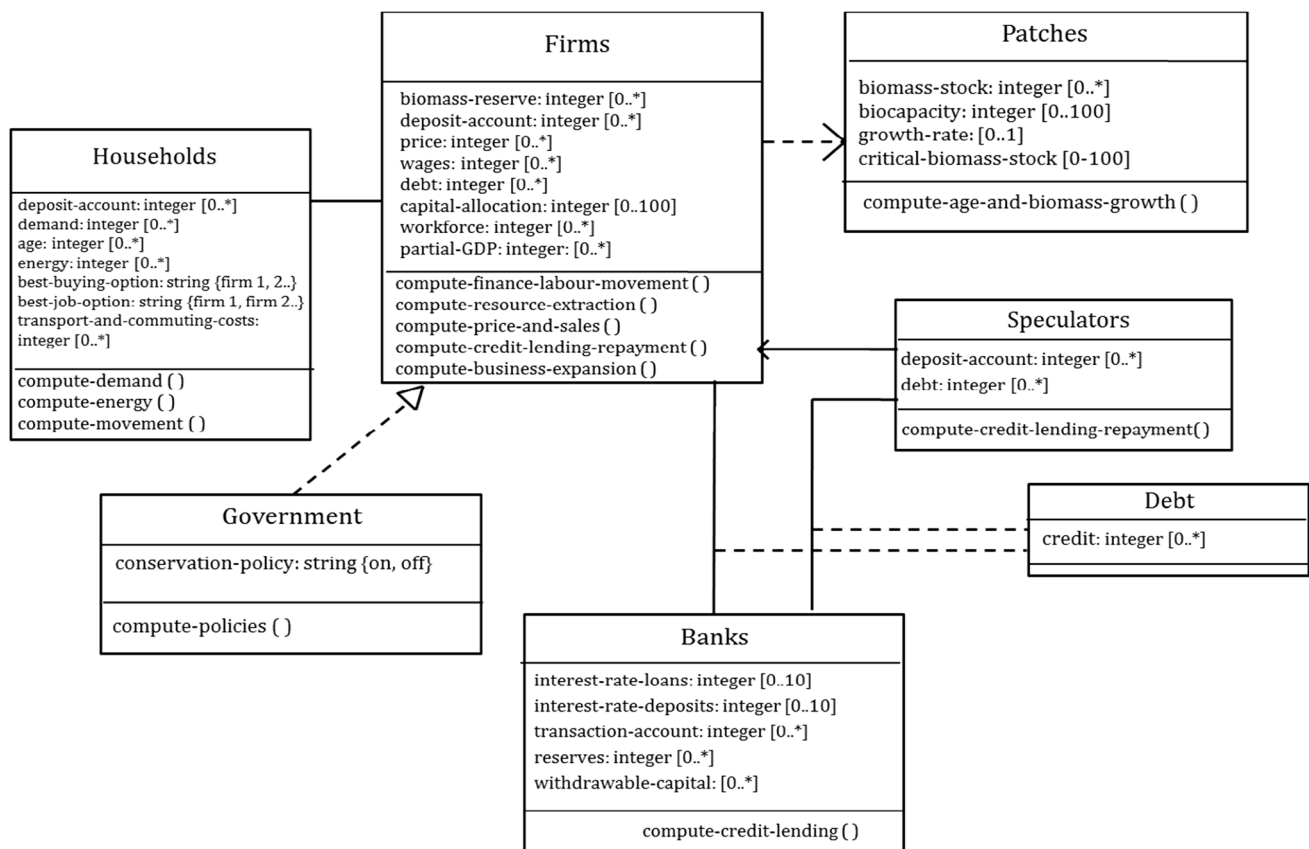 Households
deposit-account: integer [0..*]
demand: integer [0..*]
age: integer [0..*]
energy: integer [0..*]
best-buying-option: string {firm 1, 2..}
best-job-option: string {firm 1, firm 2..}
transport-and-commuting-costs:
integer [0..*]
compute-demand ( )
compute-energy ( )
compute-movement ( )
Firms
biomass-reserve: integer [0..*]
deposit-account: integer [0..*]
price: integer [0..*]
wages: integer [0..*]
debt: integer [0..*]
capital-allocation: integer [0..100]
workforce: integer [0..*]
partial-GDP: integer: [0..*]
compute-finance-labour-movement ( )
compute-resource-extraction ( )
compute-price-and-sales ( )
compute-credit-lending-repayment ( )
compute-business-expansion ( )
Patches
biomass-stock: integer [0..*]
biocapacity: integer [0..100]
growth-rate: [0..1]
critical-biomass-stock [0-100]
compute-age-and-biomass-growth ( )
Speculators
deposit-account: integer [0..*]
debt: integer [0..*]
compute-credit-lending-repayment( )
Government
conservation-policy: string {on, off}
compute-policies ( )
Debt
credit: integer [0..*]
Banks
interest-rate-loans: integer [0..10]
interest-rate-deposits: integer [0..10]
transaction-account: integer [0..*]
reserves: integer [0..*]
withdrawable-capital: [0..*]
compute-credit-lending ( )